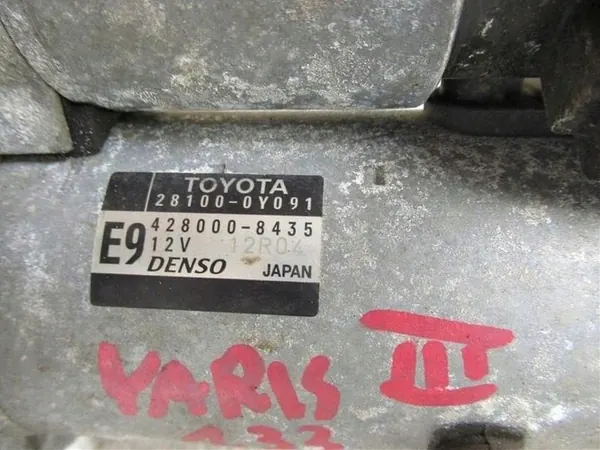 TOYOTA
28100-0Y091
E9
428000-8435
12V 12R04
DENSO JAPAN
YARIS III